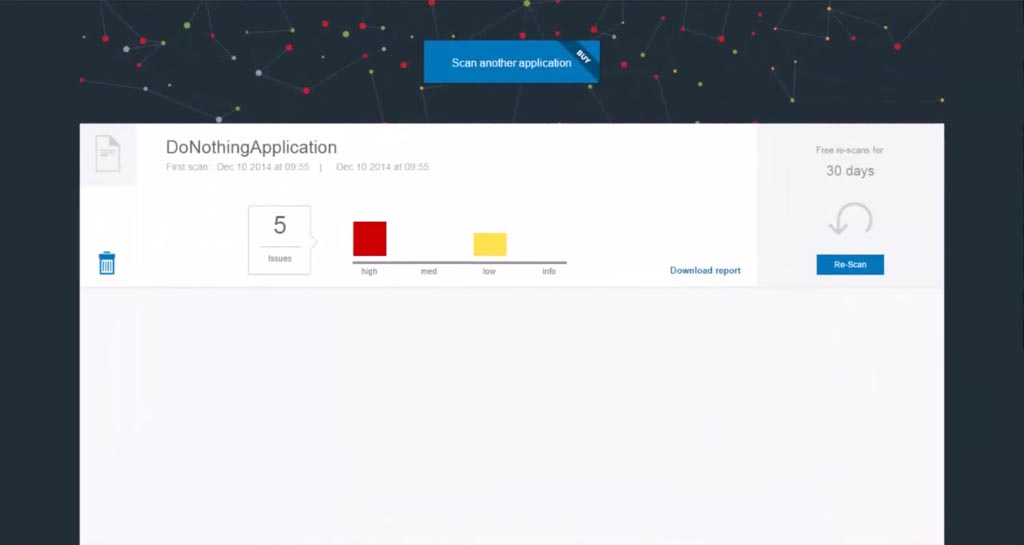 Scan another application
BUY
DoNothingApplication
First scan: Dec 10 2014 at 09:55 | Dec 10 2014 at 09:55
Free re-scans for
30 days
5
Issues
high med low info
Download report
Re-Scan